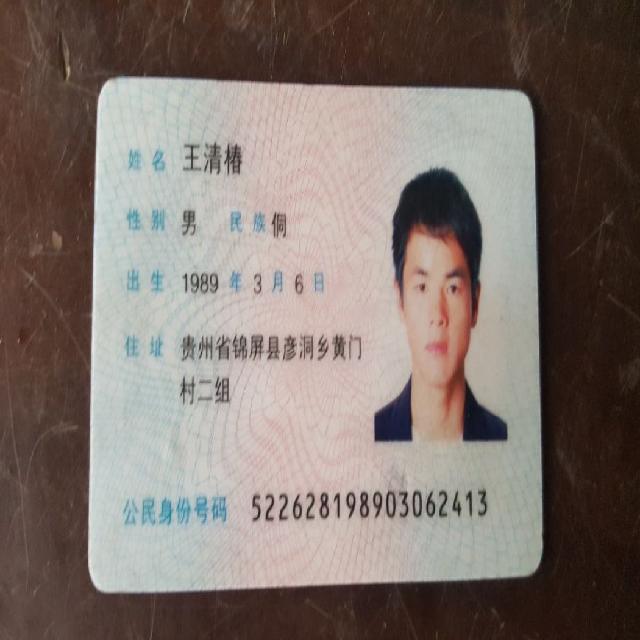 姓名 王清椿
性别 男 民族 侗
出生 1989 年 3 月 6 日
住址 贵州省锦屏县彦洞乡黄门
村二组
公民身份号码 522628198903062413